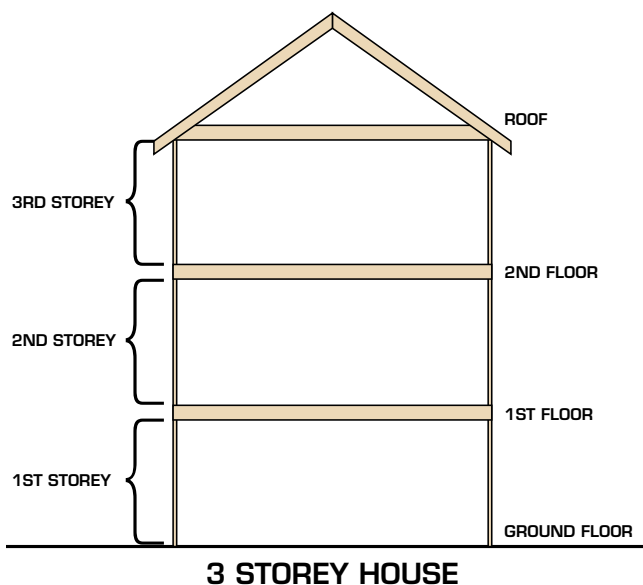 ROOF
3RD STOREY
2ND FLOOR
2ND STOREY
1ST FLOOR
1ST STOREY
GROUND FLOOR
3 STOREY HOUSE